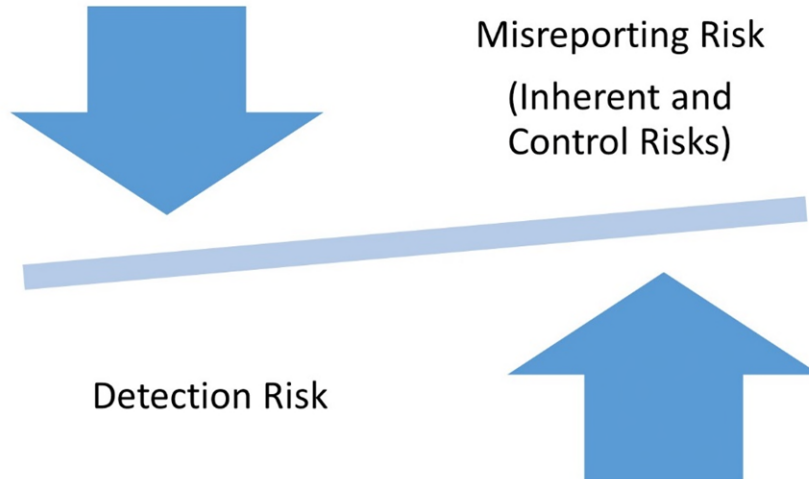 Misreporting Risk
(Inherent and
Control Risks)
Detection Risk